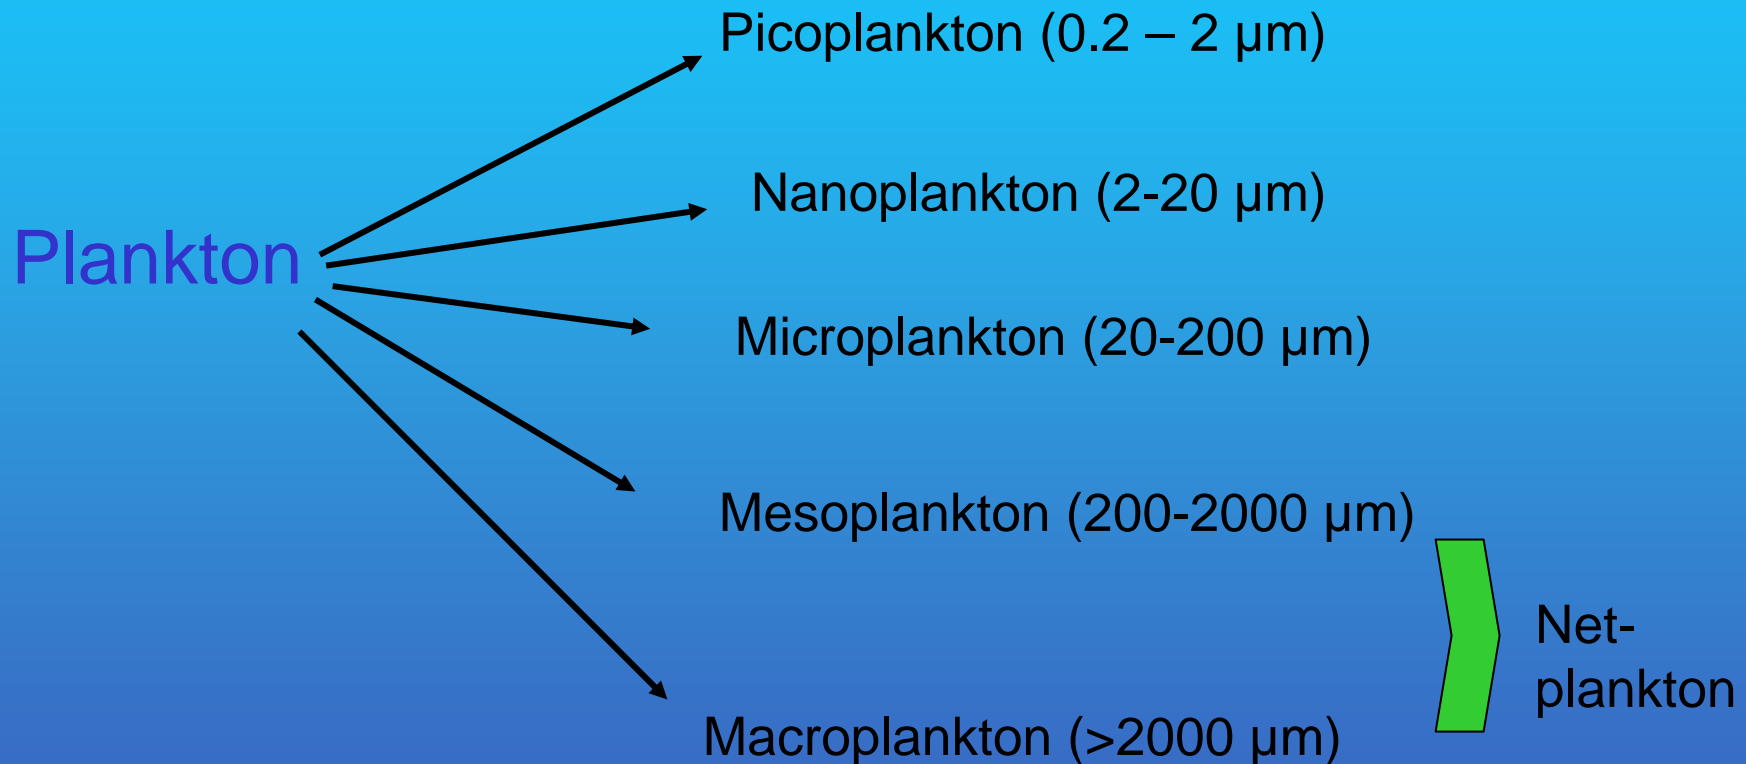 Picoplankton (0.2 – 2 µm)
Nanoplankton (2-20 µm)
Plankton
Microplankton (20-200 µm)
Mesoplankton (200-2000 µm)
Net-
plankton
Macroplankton (>2000 µm)